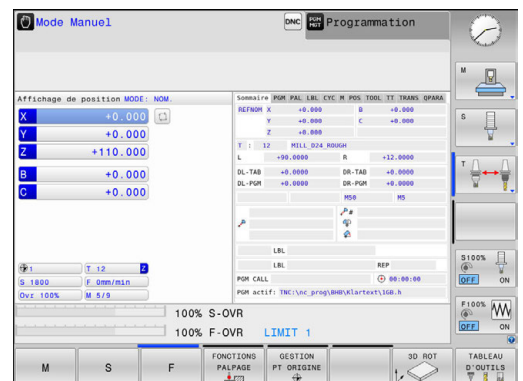 Mode Manuel
DNC
PGM MGT
Programmation
Affichage de position MODE: NOM.
X +0.000
Y +0.000
Z +110.000
B +0.000
C +0.000
1
T 12 Z
S 1800 F 0mm/min
Ovr 100% M 5/9
Sommaire PGM PAL LBL CYC M POS TOOL TT TRANS QPARA
REFNOM X +0.000 B +0.000
Y +0.000 C +0.000
Z +0.000
T : 12 MILL_D24_ROUGH
L +90.0000 R +12.0000
DL-TAB +0.0000 DR-TAB +0.0000
DL-PGM +0.0000 DR-PGM +0.0000
M50 M5
P#
LBL
LBL REP
PGM CALL 00:00:00
PGM actif: TNC:\nc_prog\BHB\Klartext\1GB.h
100% S-OVR
100% F-OVR LIMIT 1
M
S
T
S100%
OFF ON
F100%
OFF ON
M
S
F
FONCTIONS
PALPAGE
GESTION
PT ORIGINE
3D ROT
TABLEAU
D'OUTILS